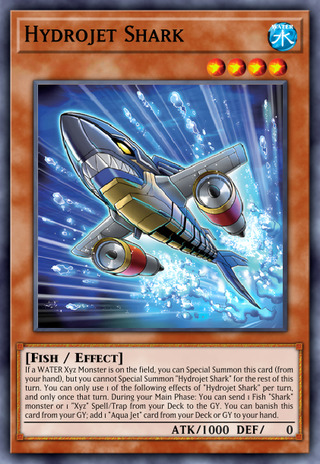 Hydrojet Shark
WATER
水
[Fish / Effect]
If a WATER Xyz Monster is on the field, you can Special Summon this card (from
your hand), but you cannot Special Summon "Hydrojet Shark" for the rest of this
turn. You can only use 1 of the following effects of "Hydrojet Shark" per turn,
and only once that turn. During your Main Phase: You can send 1 Fish "Shark"
monster or 1 "Xyz" Spell/Trap from your Deck to the GY. You can banish this
card from your GY; add 1 "Aqua Jet" card from your Deck or GY to your hand.
ATK/1000 DEF/ 0